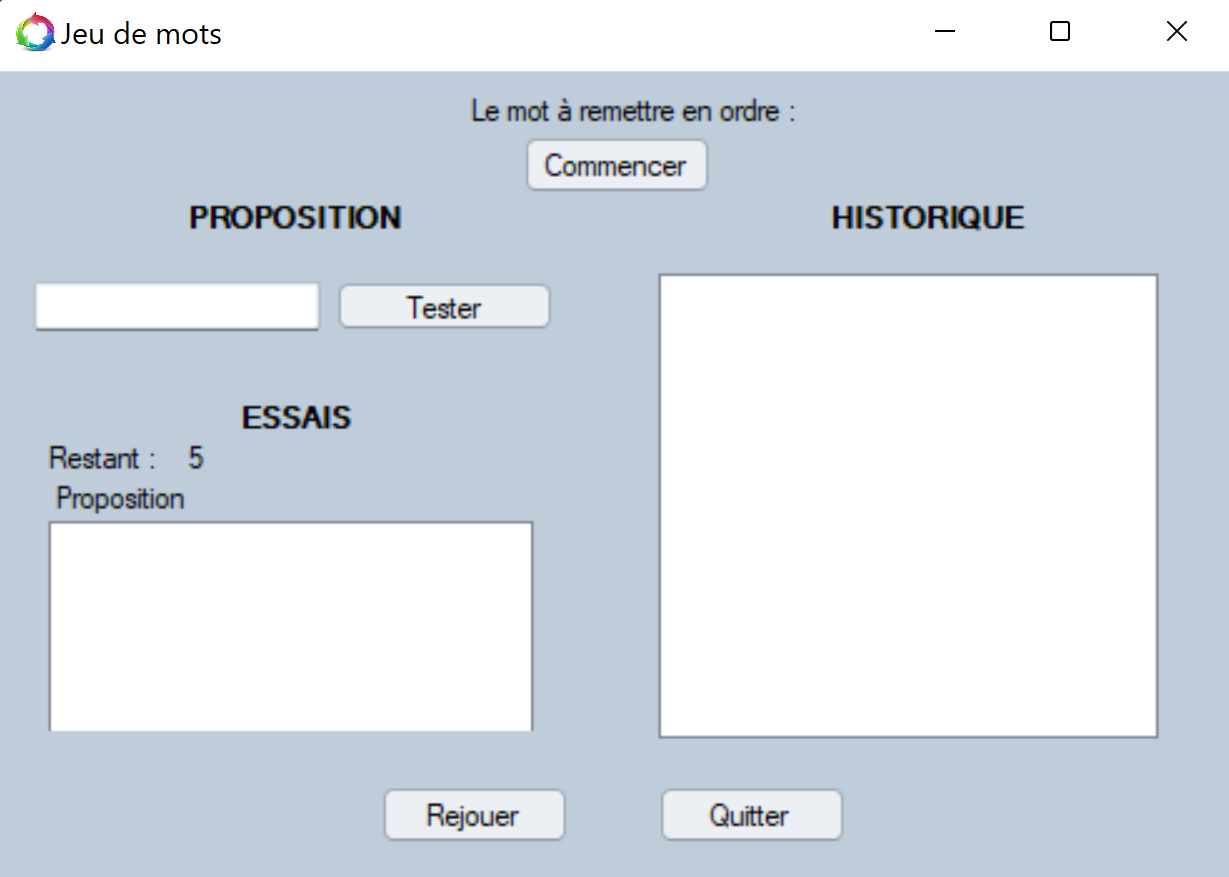 Jeu de mots
Le mot à remettre en ordre :
Commencer
PROPOSITION
HISTORIQUE
Tester
ESSAIS
Restant : 5
Proposition
Rejouer
Quitter